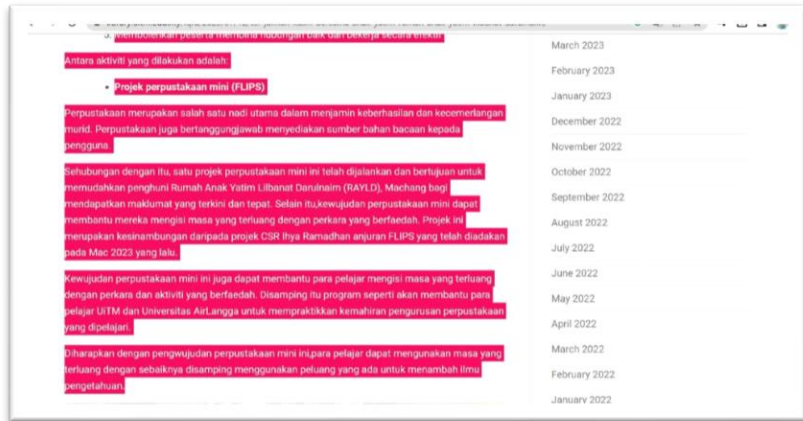 5. Membolehkan peserta membina hubungan baik dan bekerja secara efektif
Antara aktiviti yang dilakukan adalah:
• Projek perpustakaan mini (FLIPS)
Perpustakaan merupakan salah satu nadi utama dalam menjamin keberhasilan dan kecemerlangan
murid. Perpustakaan juga bertanggungjawab menyediakan sumber bahan bacaan kepada
pengguna.
Sehubungan dengan itu, satu projek perpustakaan mini ini telah dijalankan dan bertujuan untuk
memudahkan penghuni Rumah Anak Yatim Lilbanat Darulnaim (RAYLD), Machang bagi
mendapatkan maklumat yang terkini dan tepat. Selain itu,kewujudan perpustakaan mini dapat
membantu mereka mengisi masa yang terluang dengan perkara yang berfaedah. Projek ini
merupakan kesinambungan daripada projek CSR Ihya Ramadhan anjuran FLIPS yang telah diadakan
pada Mac 2023 yang lalu.
Kewujudan perpustakaan mini ini juga dapat membantu para pelajar mengisi masa yang terluang
dengan perkara dan aktiviti yang berfaedah. Disamping itu program seperti akan membantu para
pelajar UiTM dan Universitas AirLangga untuk mempraktikkan kemahiran pengurusan perpustakaan
yang dipelajari.
Diharapkan dengan pengwujudan perpustakaan mini ini,para pelajar dapat mengunakan masa yang
terluang dengan sebaiknya disamping menggunakan peluang yang ada untuk menambah ilmu
pengetahuan.
March 2023
February 2023
January 2023
December 2022
November 2022
October 2022
September 2022
August 2022
July 2022
June 2022
May 2022
April 2022
March 2022
February 2022
January 2022